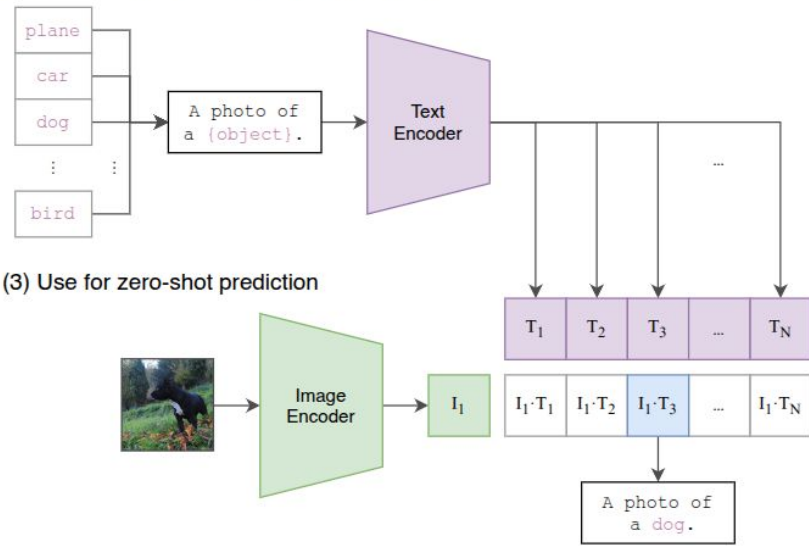 plane
car
dog
⋮ ⋮
bird
A photo of
a {object}.
Text
Encoder
...
(3) Use for zero-shot prediction
T1 T2 T3 ... TN
Image
Encoder
I1
I1·T1 I1·T2 I1·T3 ... I1·TN
A photo of
a dog.